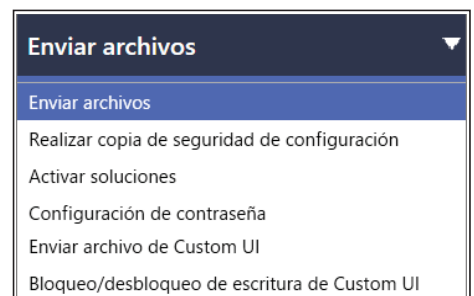 Enviar archivos
Enviar archivos
Realizar copia de seguridad de configuración
Activar soluciones
Configuración de contraseña
Enviar archivo de Custom UI
Bloqueo/desbloqueo de escritura de Custom UI